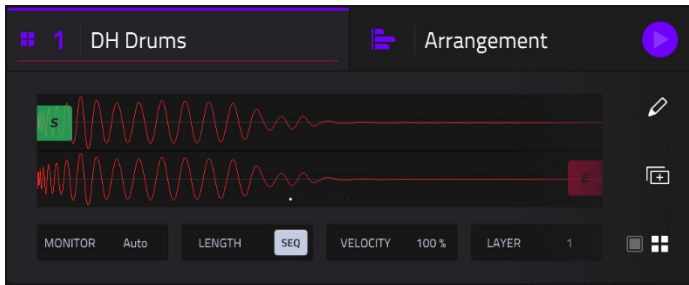 1 DH Drums Arrangement
S
E
MONITOR Auto LENGTH SEQ VELOCITY 100 % LAYER 1